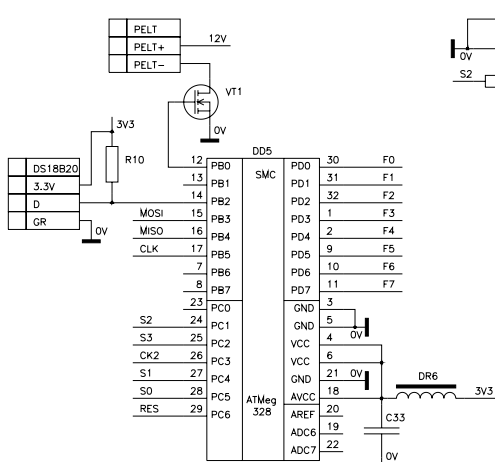 PELT
PELT+ 12V
PELT-
VT1
0V
0V
S2
3V3
R10
DS18B20
3.3V
D
GR
0V
DD5
SMC
ATMeg
328
12 PB0 PD0 30 F0
13 PB1 PD1 31 F1
14 PB2 PD2 32 F2
MOSI 15 PB3 PD3 1 F3
MISO 16 PB4 PD4 2 F4
CLK 17 PB5 PD5 9 F5
7 PB6 PD6 10 F6
8 PB7 PD7 11 F7
23 PC0 GND 3
S2 24 PC1 GND 5 0V
S3 25 PC2 VCC 4
CK2 26 PC3 VCC 6
S1 27 PC4 GND 21 0V
S0 28 PC5 AVCC 18
RES 29 PC6 AREF 20
ADC6 19
ADC7 22
DR6
3V3
C33
0V